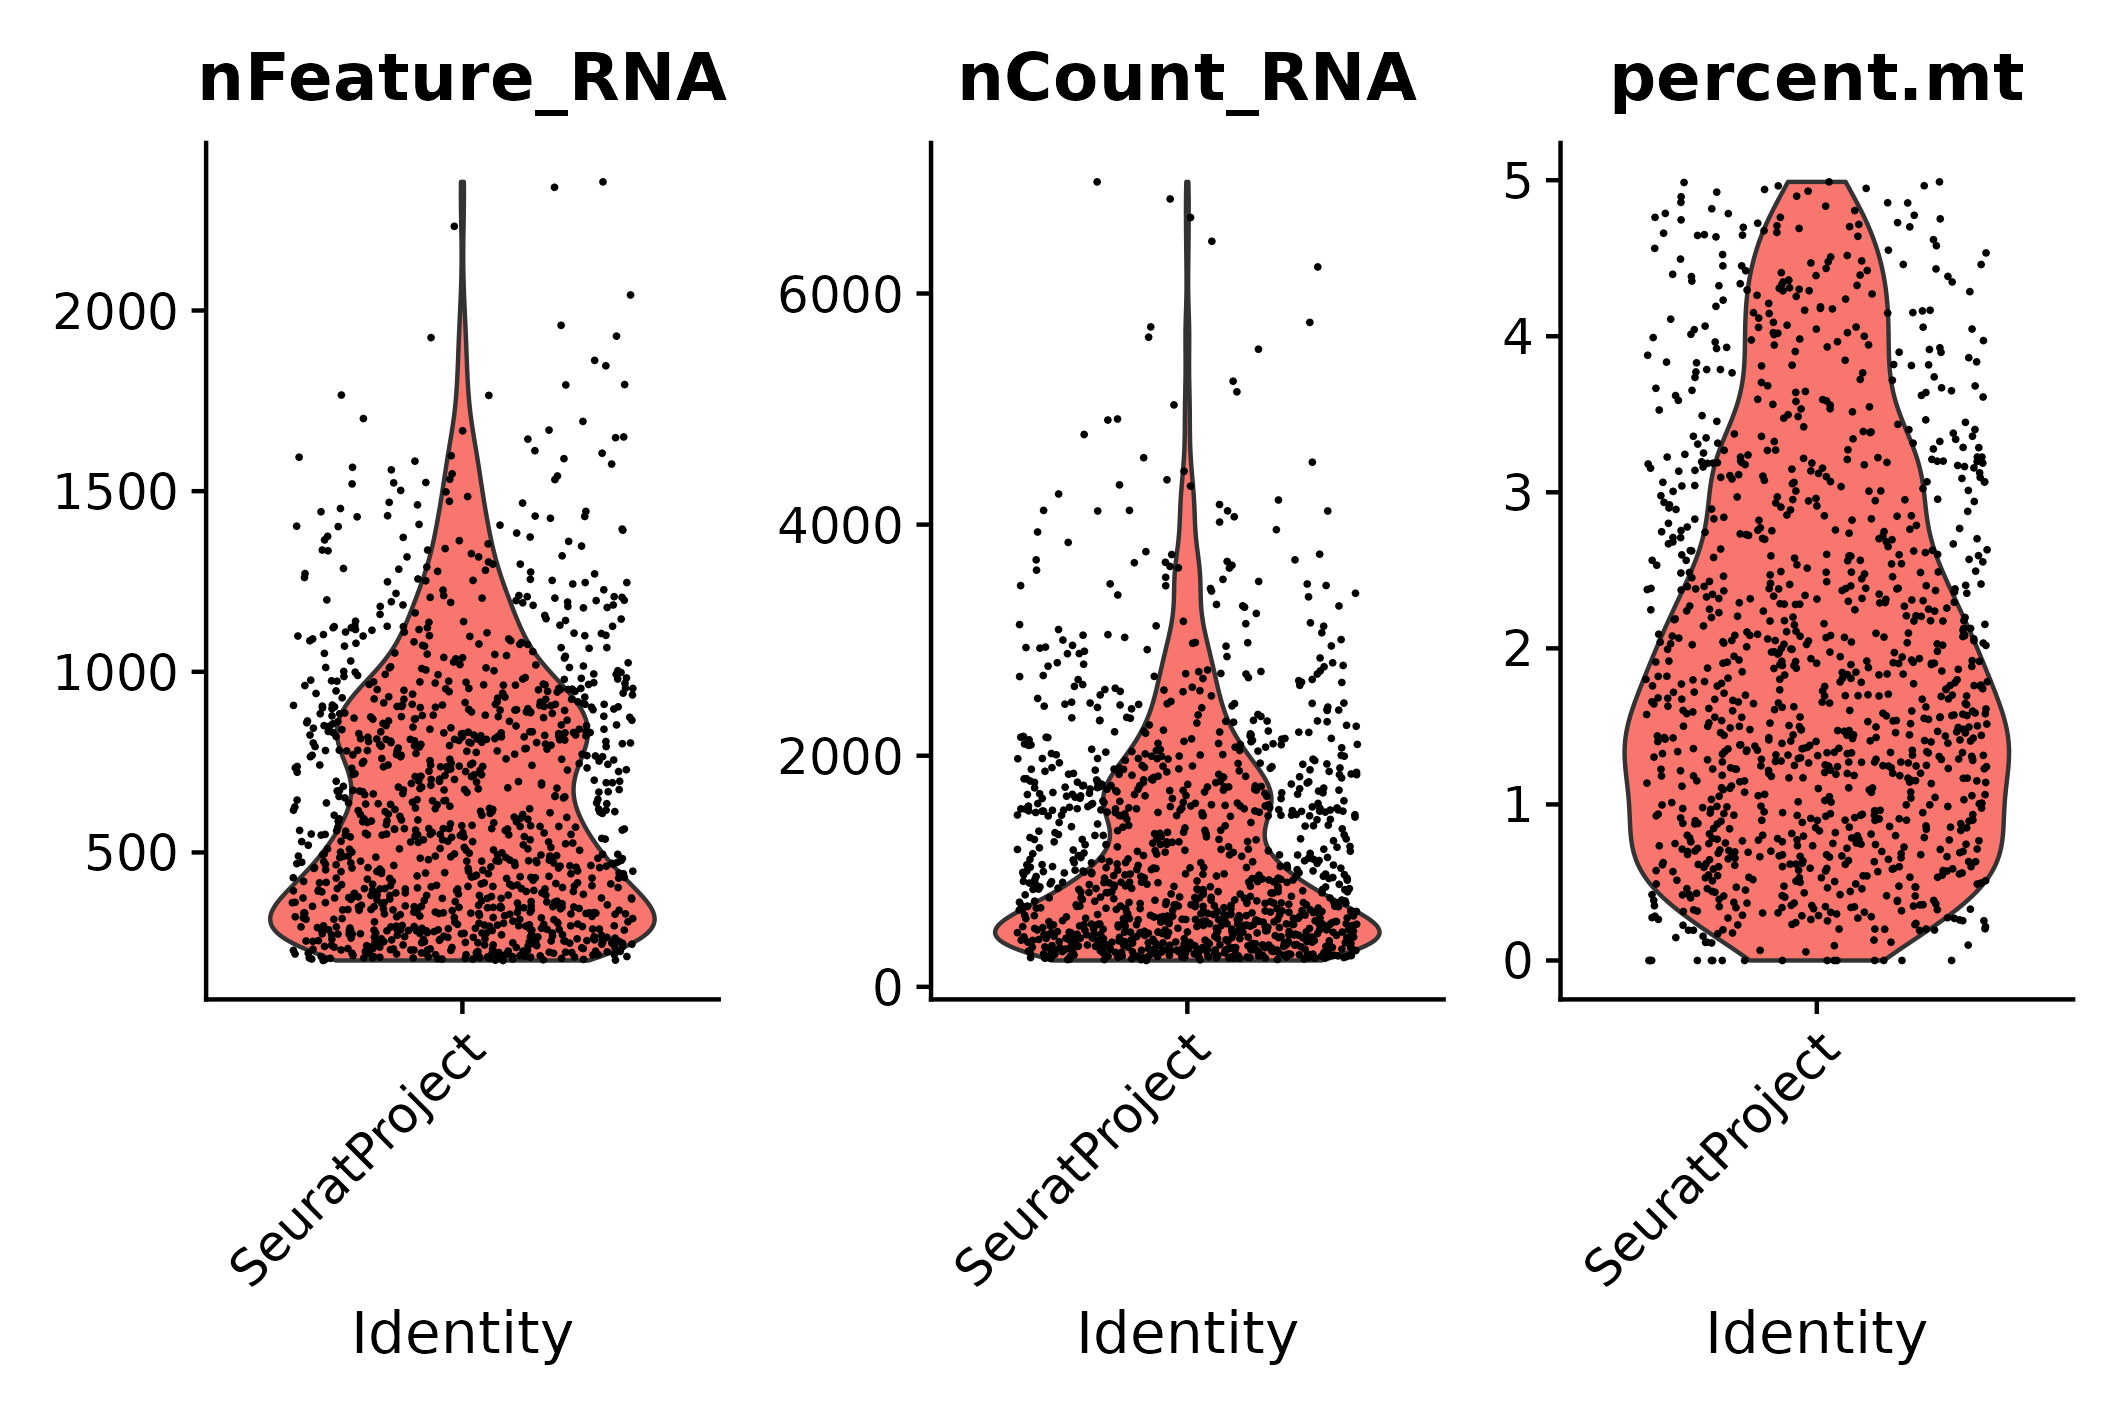 nFeature_RNA
2000
1500
1000
500
SeuratProject
Identity
nCount_RNA
6000
4000
2000
0
SeuratProject
Identity
percent.mt
5
4
3
2
1
0
SeuratProject
Identity